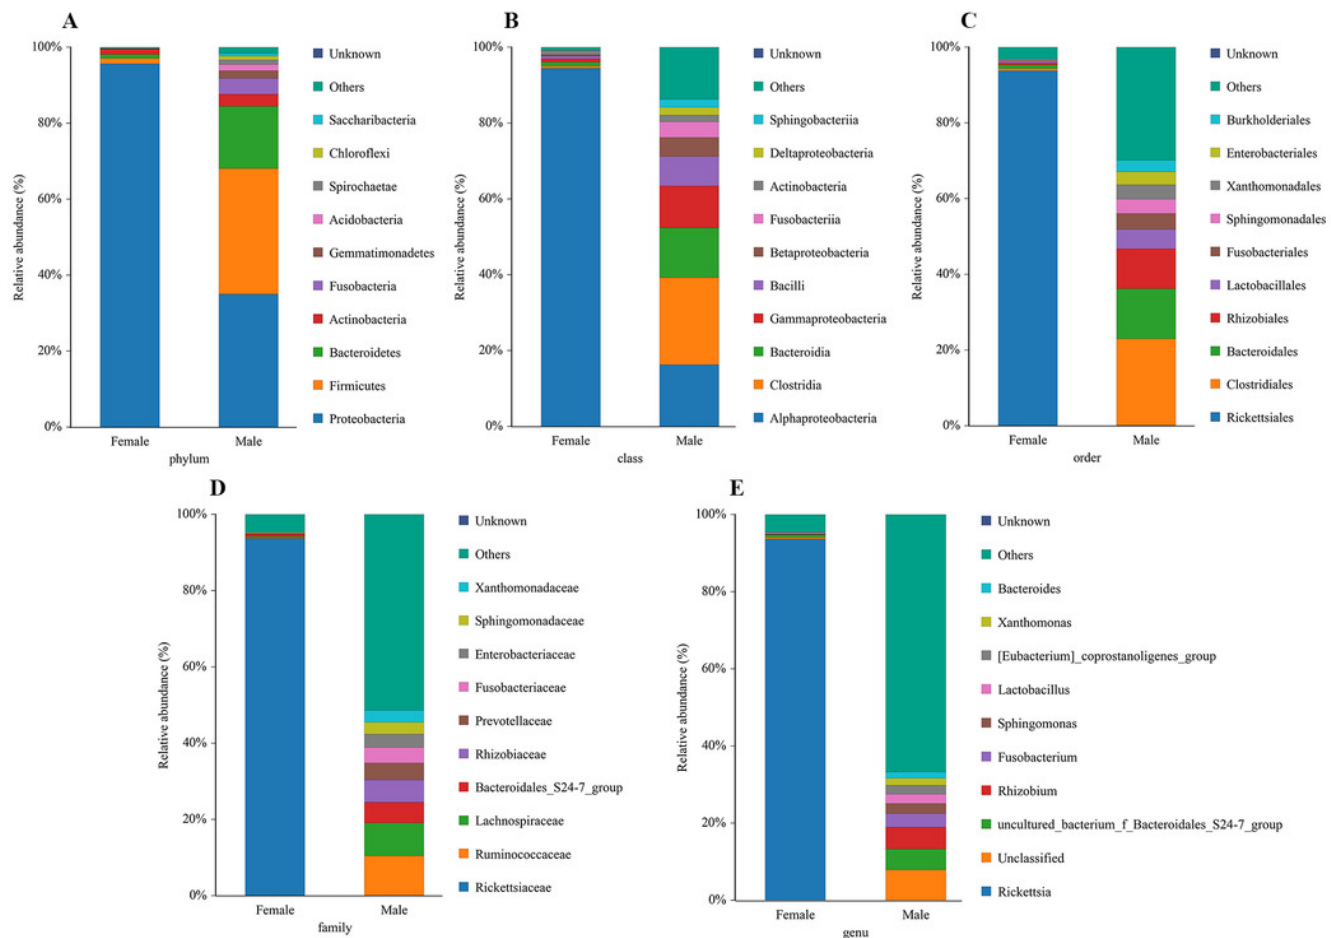 A
100%
80%
60%
40%
20%
0%
Relative abundance (%)
Female
Male
phylum
Unknown
Others
Saccharibacteria
Chloroflexi
Spirochaetae
Acidobacteria
Gemmatimonadetes
Fusobacteria
Actinobacteria
Bacteroidetes
Firmicutes
Proteobacteria
B
100%
80%
60%
40%
20%
0%
Relative abundance (%)
Female
Male
class
Unknown
Others
Sphingobacteriia
Deltaproteobacteria
Actinobacteria
Fusobacteriia
Betaproteobacteria
Bacilli
Gammaproteobacteria
Bacteroidia
Clostridia
Alphaproteobacteria
C
100%
80%
60%
40%
20%
0%
Relative abundance (%)
Female
Male
order
Unknown
Others
Burkholderiales
Enterobacteriales
Xanthomonadales
Sphingomonadales
Fusobacteriales
Lactobacillales
Rhizobiales
Bacteroidales
Clostridiales
Rickettsiales
D
100%
80%
60%
40%
20%
0%
Relative abundance (%)
Female
Male
family
Unknown
Others
Xanthomonadaceae
Sphingomonadaceae
Enterobacteriaceae
Fusobacteriaceae
Prevotellaceae
Rhizobiaceae
Bacteroidales_S24-7_group
Lachnospiraceae
Ruminococcaceae
Rickettsiaceae
E
100%
80%
60%
40%
20%
0%
Relative abundance (%)
Female
Male
genu
Unknown
Others
Bacteroides
Xanthomonas
[Eubacterium]_coprostanoligenes_group
Lactobacillus
Sphingomonas
Fusobacterium
Rhizobium
uncultured_bacterium_f_Bacteroidales_S24-7_group
Unclassified
Rickettsia